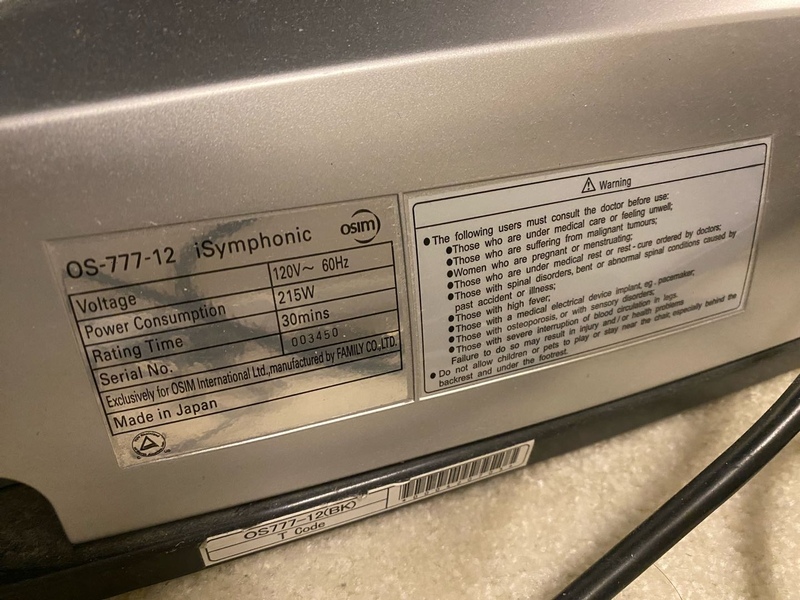 OS-777-12 iSymphonic OSIM
Voltage 120V~ 60Hz
Power Consumption 215W
Rating Time 30mins
Serial No. 003450
Exclusively for OSIM International Ltd.,manufactured by FAMILY CO.,LTD.
Made in Japan
Warning
●The following users must consult the doctor before use:
●Those who are under medical care or feeling unwell;
●Those who are suffering from malignant tumours;
●Women who are pregnant or menstruating;
●Those who are under medical rest or rest-cure ordered by doctors;
●Those with spinal disorders, bent or abnormal spinal conditions caused by
past accident or illness;
●Those with high fever;
●Those with a medical electrical device implant, eg. pacemaker;
●Those with osteoporosis, or with sensory disorders;
●Those with severe interruption of blood circulation in legs.
Failure to do so may result in injury and/or health problems
●Do not allow children or pets to play or stay near the chair, especially behind the
backrest and under the footrest.
OS777-12(BK)
T Code